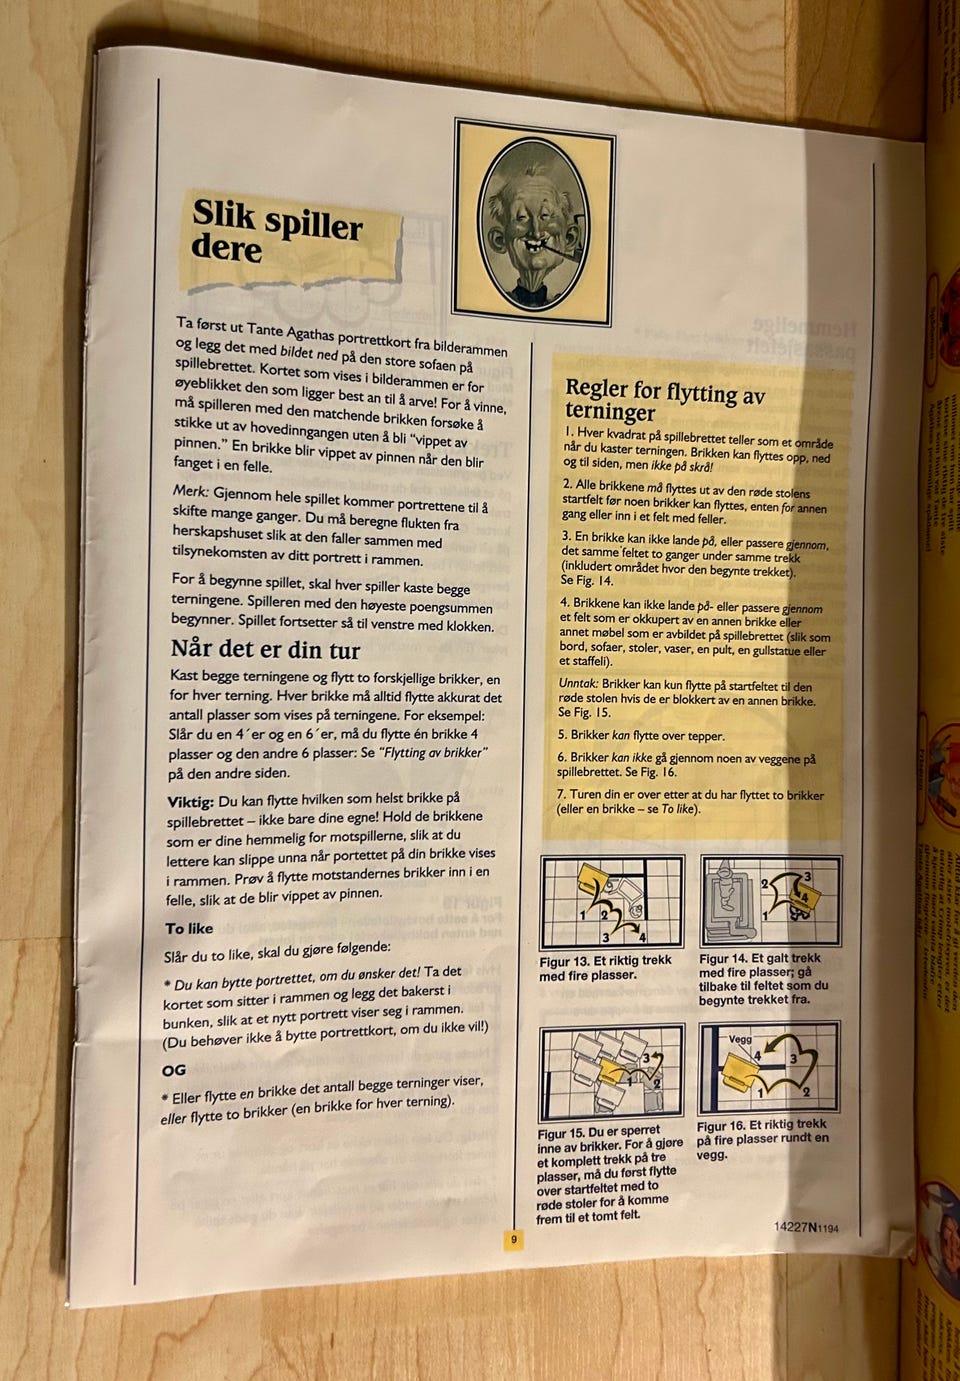 Slik spiller
dere
Ta først ut Tante Agathas portrettkort fra bilderammen
og legg det med bildet ned på den store sofaen på
spillebrettet. Kortet som vises i bilderammen er for
øyeblikket den som ligger best an til å arve! For å vinne,
må spilleren med den matchende brikken forsøke å
stikke ut av hovedinngangen uten å bli “vippet av
pinnen.” En brikke blir vippet av pinnen når den blir
fanget i en felle.
Merk: Gjennom hele spillet kommer portrettene til å
skifte mange ganger. Du må beregne flukten fra
herskapshuset slik at den faller sammen med
tilsynekomsten av ditt portrett i rammen.
For å begynne spillet, skal hver spiller kaste begge
terningene. Spilleren med den høyeste poengsummen
begynner. Spillet fortsetter så til venstre med klokken.
Når det er din tur
Kast begge terningene og flytt to forskjellige brikker, en
for hver terning. Hver brikke må alltid flytte akkurat det
antall plasser som vises på terningene. For eksempel:
Slår du en 4´er og en 6´er, må du flytte én brikke 4
plasser og den andre 6 plasser: Se “Flytting av brikker”
på den andre siden.
Viktig: Du kan flytte hvilken som helst brikke på
spillebrettet – ikke bare dine egne! Hold de brikkene
som er dine hemmelig for motspillerne, slik at du
lettere kan slippe unna når portettet på din brikke vises
i rammen. Prøv å flytte motstandernes brikker inn i en
felle, slik at de blir vippet av pinnen.
To like
Slår du to like, skal du gjøre følgende:
* Du kan bytte portrettet, om du ønsker det! Ta det
kortet som sitter i rammen og legg det bakerst i
bunken, slik at et nytt portrett viser seg i rammen.
(Du behøver ikke å bytte portrettkort, om du ikke vil!)
OG
* Eller flytte en brikke det antall begge terninger viser,
eller flytte to brikker (en brikke for hver terning).
Regler for flytting av
terninger
1. Hver kvadrat på spillebrettet teller som et område
når du kaster terningen. Brikken kan flyttes opp, ned
og til siden, men ikke på skrå!
2. Alle brikkene må flyttes ut av den røde stolens
startfelt før noen brikker kan flyttes, enten for annen
gang eller inn i et felt med feller.
3. En brikke kan ikke lande på, eller passere gjennom,
det samme feltet to ganger under samme trekk
(inkludert området hvor den begynte trekket).
Se Fig. 14.
4. Brikkene kan ikke lande på- eller passere gjennom
et felt som er okkupert av en annen brikke eller
annet møbel som er avbildet på spillebrettet (slik som
bord, sofaer, stoler, vaser, en pult, en gullstatue eller
et staffeli).
Unntak: Brikker kan kun flytte på startfeltet til den
røde stolen hvis de er blokkert av en annen brikke.
Se Fig. 15.
5. Brikker kan flytte over tepper.
6. Brikker kan ikke gå gjennom noen av veggene på
spillebrettet. Se Fig. 16.
7. Turen din er over etter at du har flyttet to brikker
(eller en brikke – se To like).
1 2 3 4
Figur 13. Et riktig trekk
med fire plasser.
1 2 3 4
Figur 14. Et galt trekk
med fire plasser; gå
tilbake til feltet som du
begynte trekket fra.
1 2 3
Figur 15. Du er sperret
inne av brikker. For å gjøre
et komplett trekk på tre
plasser, må du først flytte
over startfeltet med to
røde stoler for å komme
frem til et tomt felt.
Vegg
1 2 3 4
Figur 16. Et riktig trekk
på fire plasser rundt en
vegg.
14227N1194
9